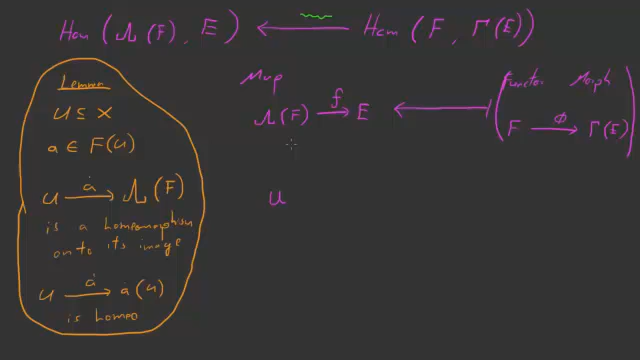 Hom ( Λ(F), E ) ← Hom ( F, Γ(E) )
Lemma
U ⊆ X
a ∈ F(U)
U —ȧ→ Λ(F)
is a homeomorphism
onto its image
U —ȧ→ ȧ(U)
is homeo
Map
Λ(F) —f→ E
U
Functor Morph
F —ϕ→ Γ(E)